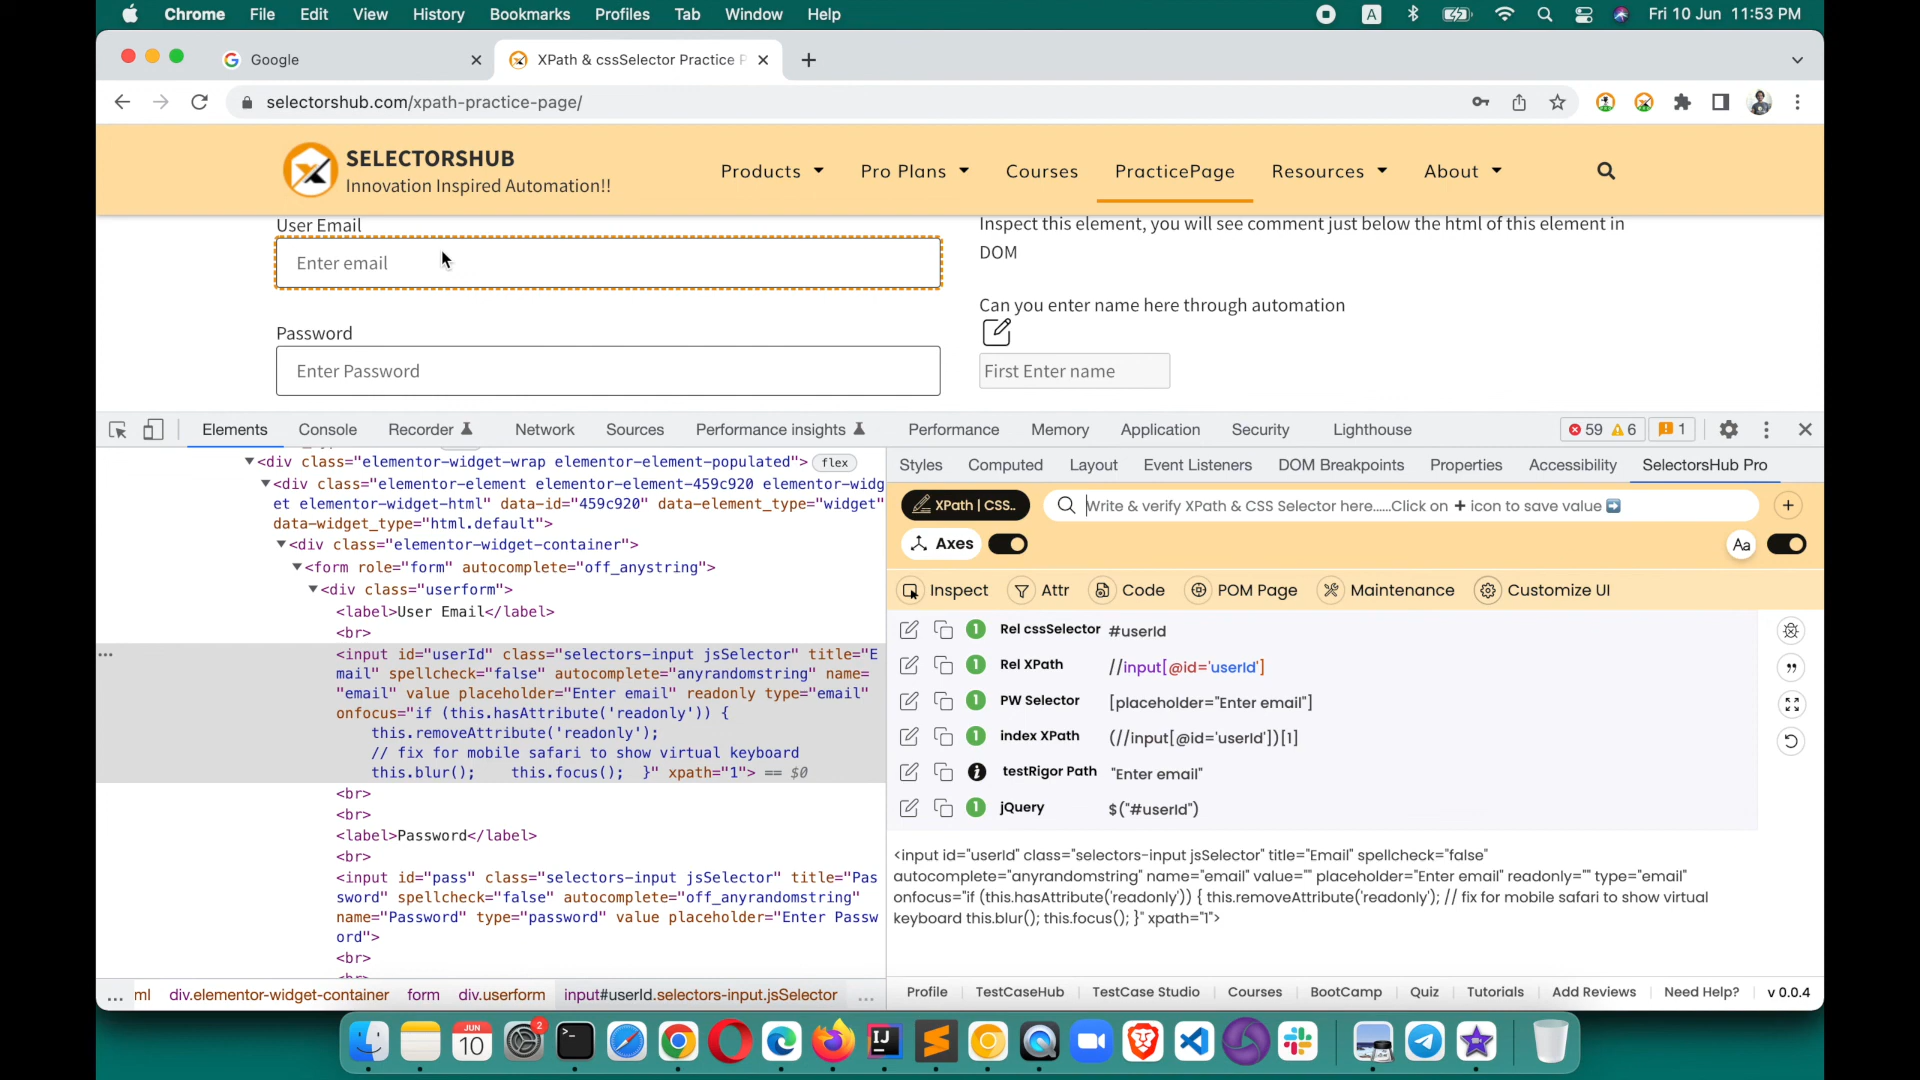 Chrome File Edit View History Bookmarks Profiles Tab Window Help
A Fri 10 Jun 11:53 PM
Google XPath & cssSelector Practice P
selectorshub.com/xpath-practice-page/
SELECTORSHUB
Innovation Inspired Automation!!
Products Pro Plans Courses PracticePage Resources About
User Email
Enter email
Password
Enter Password
Inspect this element, you will see comment just below the html of this element in
DOM
Can you enter name here through automation
First Enter name
Elements Console Recorder Network Sources Performance insights Performance Memory Application Security Lighthouse 59 6 1
<div class="elementor-widget-wrap elementor-element-populated"> flex
<div class="elementor-element elementor-element-459c920 elementor-widg
et elementor-widget-html" data-id="459c920" data-element_type="widget"
data-widget_type="html.default">
<div class="elementor-widget-container">
<form role="form" autocomplete="off_anystring">
<div class="userform">
<label>User Email</label>
<br>
<input id="userId" class="selectors-input jsSelector" title="E
mail" spellcheck="false" autocomplete="anyrandomstring" name=
"email" value placeholder="Enter email" readonly type="email"
onfocus="if (this.hasAttribute('readonly')) {
this.removeAttribute('readonly');
// fix for mobile safari to show virtual keyboard
this.blur(); this.focus(); }" xpath="1"> == $0
<br>
<br>
<label>Password</label>
<br>
<input id="pass" class="selectors-input jsSelector" title="Pas
sword" spellcheck="false" autocomplete="off_anyrandomstring"
name="Password" type="password" value placeholder="Enter Passw
ord">
<br>
<br>
... ml div.elementor-widget-container form div.userform input#userId.selectors-input.jsSelector ...
Styles Computed Layout Event Listeners DOM Breakpoints Properties Accessibility SelectorsHub Pro
XPath | CSS.. Write & verify XPath & CSS Selector here......Click on + icon to save value
Axes Aa
Inspect Attr Code POM Page Maintenance Customize UI
1 Rel cssSelector #userId
1 Rel XPath //input[@id='userId']
1 PW Selector [placeholder="Enter email"]
1 index XPath (//input[@id='userId'])[1]
i testRigor Path "Enter email"
1 jQuery $("#userId")
<input id="userId" class="selectors-input jsSelector" title="Email" spellcheck="false"
autocomplete="anyrandomstring" name="email" value="" placeholder="Enter email" readonly="" type="email"
onfocus="if (this.hasAttribute('readonly')) { this.removeAttribute('readonly'); // fix for mobile safari to show virtual
keyboard this.blur(); this.focus(); }" xpath="1">
Profile TestCaseHub TestCase Studio Courses BootCamp Quiz Tutorials Add Reviews Need Help? v 0.0.4
JUN
10
2
IJ